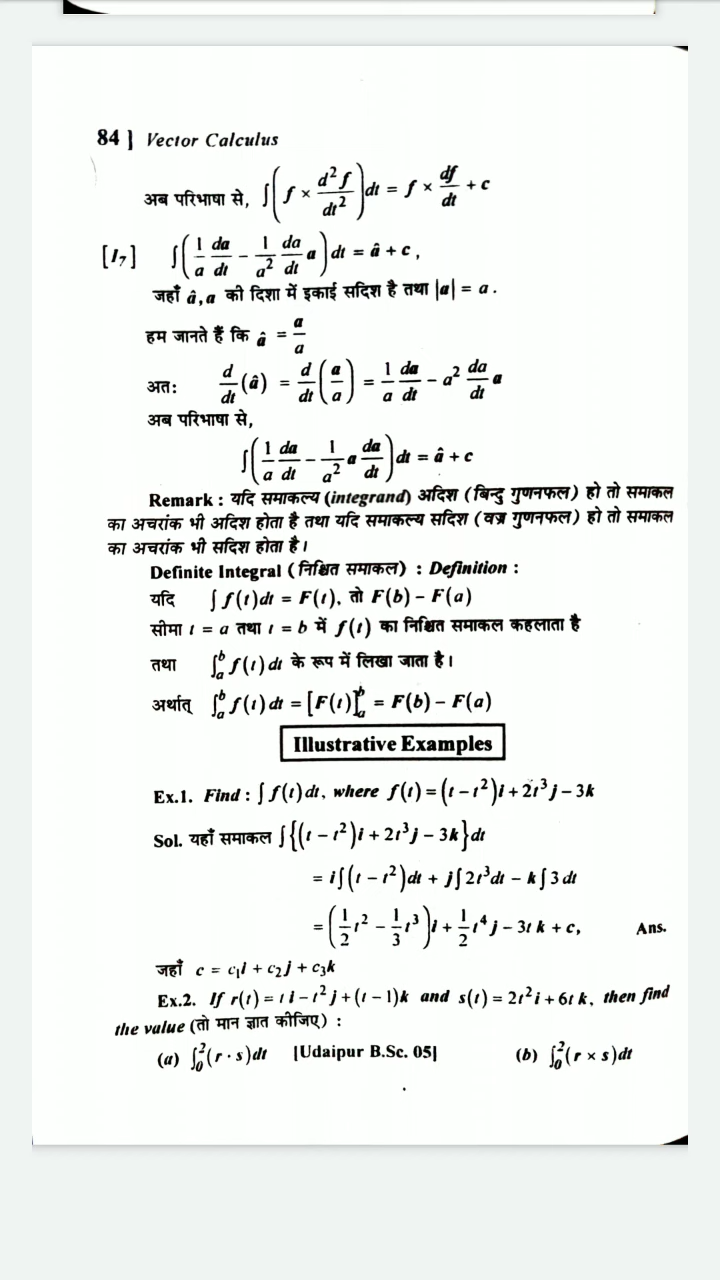 84 ] Vector Calculus
अब परिभाषा से, ∫(f × d²f/dt²)dt = f × df/dt + c
[I₇] ∫(1/a da/dt − 1/a² da/dt a) dt = â + c ,
जहाँ â, a की दिशा में इकाई सदिश है तथा |a| = a .
हम जानते हैं कि â = a/a
अतः d/dt (â) = d/dt (a/a) = 1/a da/dt − a² da/dt a
अब परिभाषा से,
∫(1/a da/dt − 1/a² a da/dt) dt = â + c
Remark : यदि समाकल्य (integrand) अदिश (बिन्दु गुणनफल) हो तो समाकल
का अचरांक भी अदिश होता है तथा यदि समाकल्य सदिश (वज्र गुणनफल) हो तो समाकल
का अचरांक भी सदिश होता है।
Definite Integral (निश्चित समाकल) : Definition :
यदि ∫ f(t)dt = F(t), तो F(b) − F(a)
सीमा t = a तथा t = b में f(t) का निश्चित समाकल कहलाता है
तथा ∫ₐᵇ f(t) dt के रूप में लिखा जाता है।
अर्थात् ∫ₐᵇ f(t) dt = [F(t)]ₐᵇ = F(b) − F(a)
Illustrative Examples
Ex.1. Find : ∫ f(t) dt, where f(t) = (t − t²)i + 2t³j − 3k
Sol. यहाँ समाकल ∫{(t − t²)i + 2t³j − 3k}dt
= i∫(t − t²)dt + j∫2t³dt − k∫3 dt
= (1/2 t² − 1/3 t³)i + 1/2 t⁴ j − 3t k + c, Ans.
जहाँ c = c₁i + c₂j + c₃k
Ex.2. If r(t) = t i − t² j + (t − 1)k and s(t) = 2t² i + 6t k, then find
the value (तो मान ज्ञात कीजिए) :
(a) ∫₀²(r · s)dt [Udaipur B.Sc. 05] (b) ∫₀²(r × s)dt